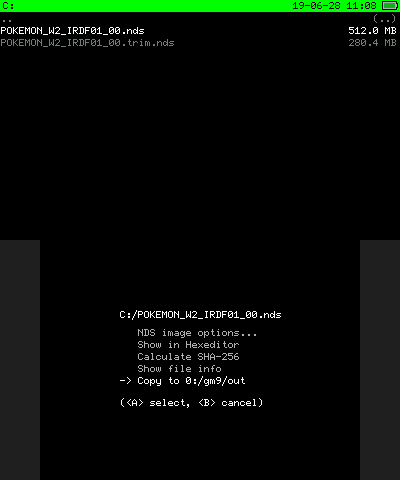 C: 19-06-28 11:08
.. (..)
POKEMON_W2_IRDF01_00.nds 512.0 MB
POKEMON_W2_IRDF01_00.trim.nds 280.4 MB
C:/POKEMON_W2_IRDF01_00.nds
NDS image options...
Show in Hexeditor
Calculate SHA-256
Show file info
-> Copy to 0:/gm9/out
(<A> select, <B> cancel)